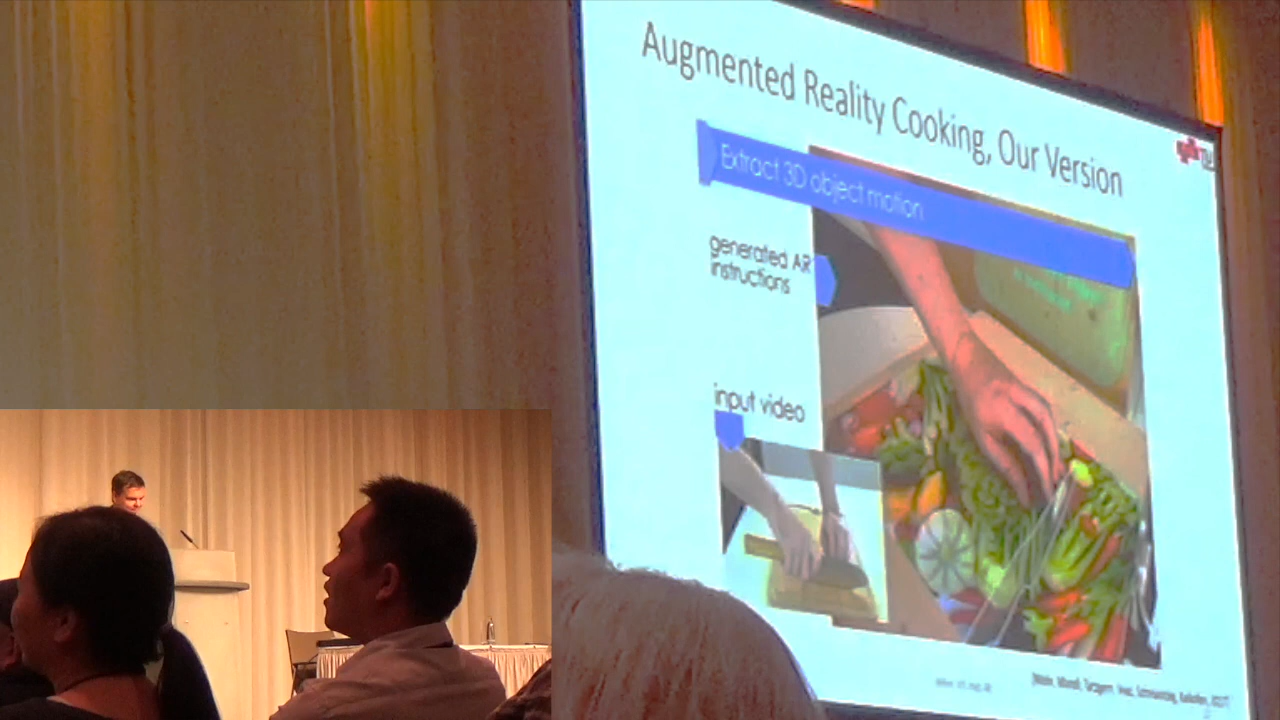 Augmented Reality Cooking, Our Version
Extract 3D object motion
generated AR
instructions
input video